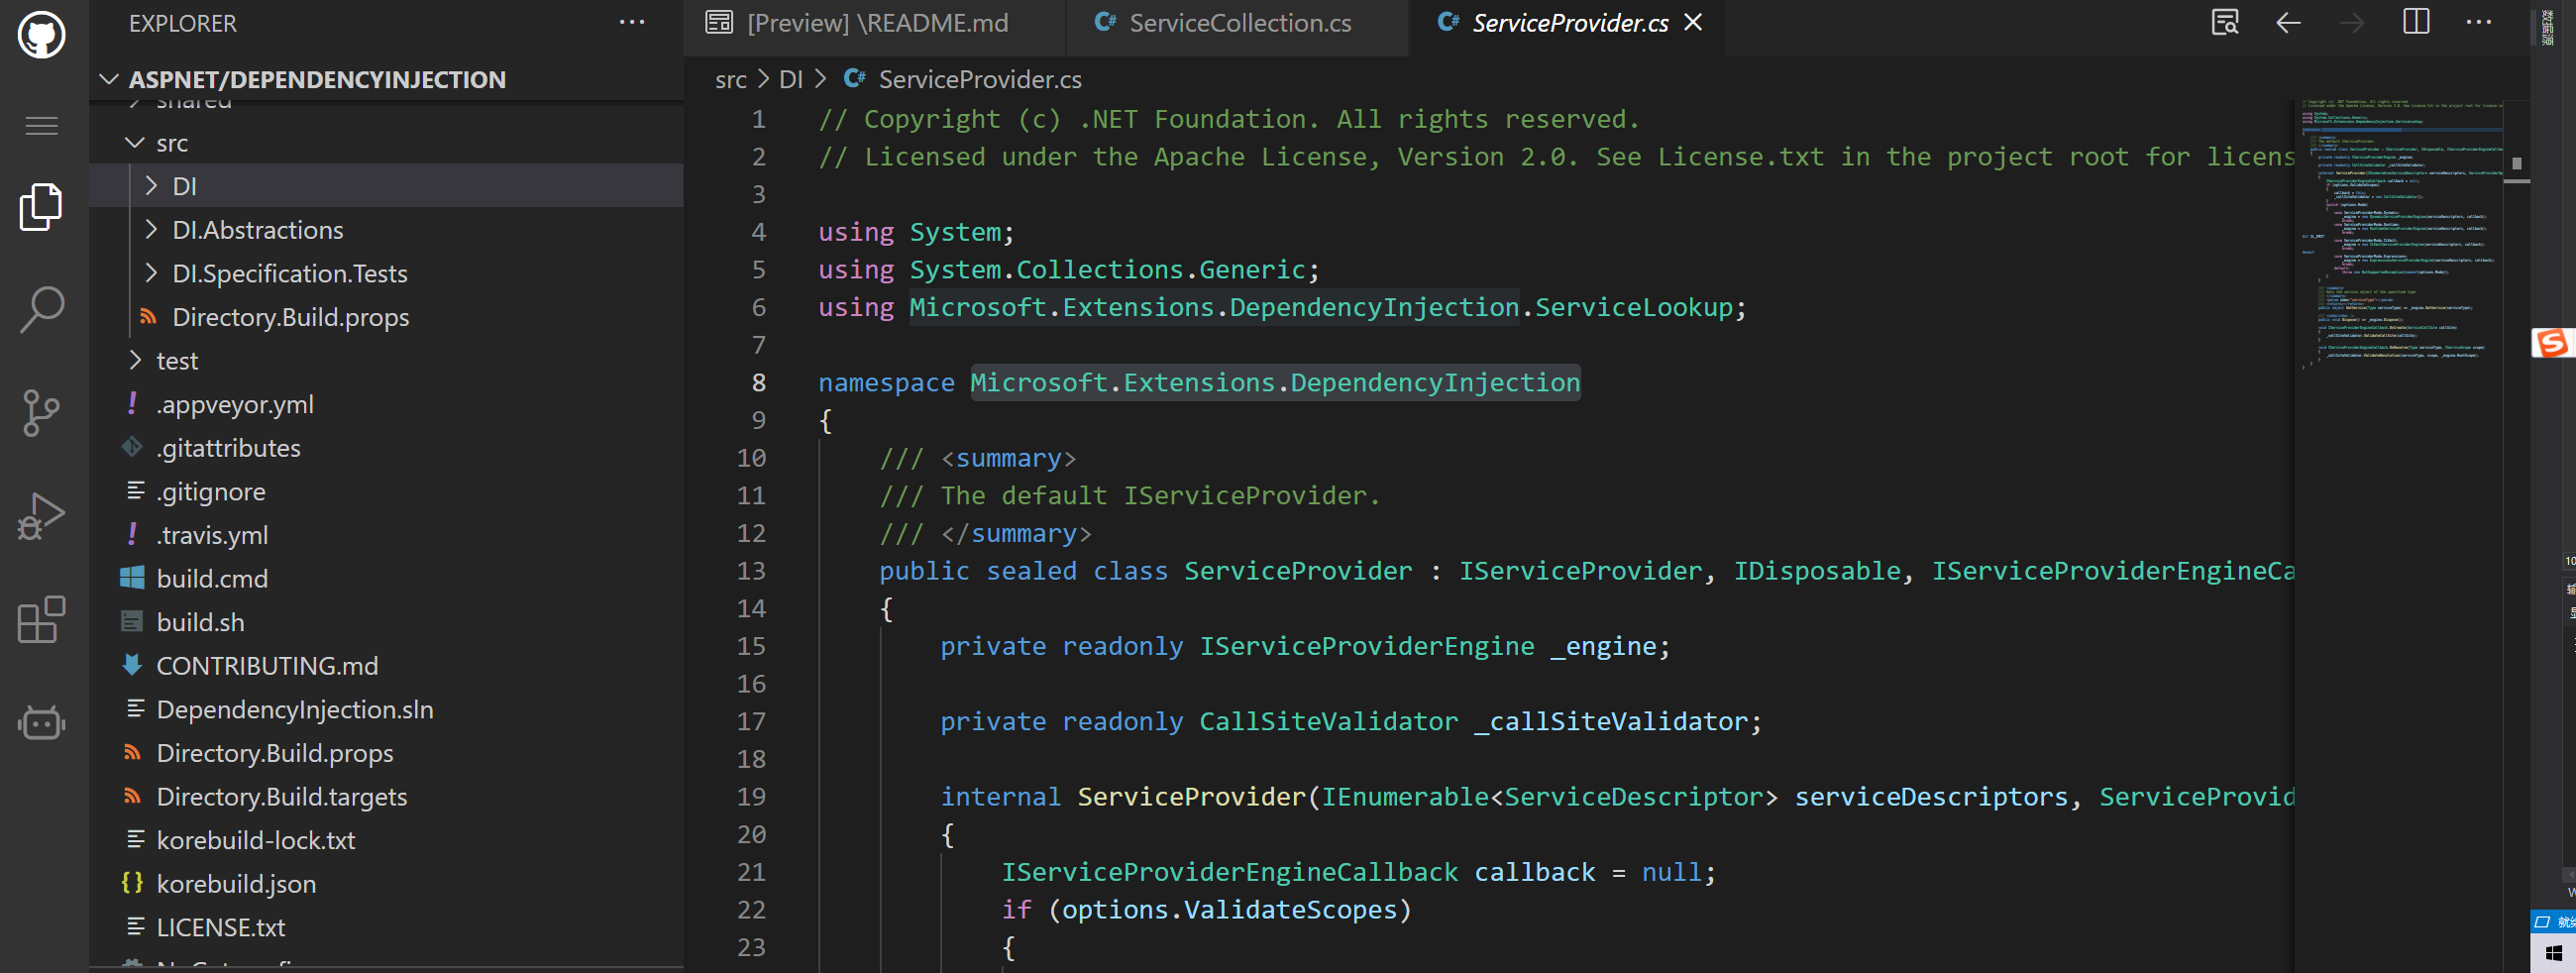 EXPLORER
ASPNET/DEPENDENCYINJECTION
shared
src
DI
DI.Abstractions
DI.Specification.Tests
Directory.Build.props
test
.appveyor.yml
.gitattributes
.gitignore
.travis.yml
build.cmd
build.sh
CONTRIBUTING.md
DependencyInjection.sln
Directory.Build.props
Directory.Build.targets
korebuild-lock.txt
korebuild.json
LICENSE.txt
[Preview] \README.md
ServiceCollection.cs
ServiceProvider.cs
src > DI > ServiceProvider.cs
1 // Copyright (c) .NET Foundation. All rights reserved.
2 // Licensed under the Apache License, Version 2.0. See License.txt in the project root for licens
3
4 using System;
5 using System.Collections.Generic;
6 using Microsoft.Extensions.DependencyInjection.ServiceLookup;
7
8 namespace Microsoft.Extensions.DependencyInjection
9 {
10 /// <summary>
11 /// The default IServiceProvider.
12 /// </summary>
13 public sealed class ServiceProvider : IServiceProvider, IDisposable, IServiceProviderEngineCa
14 {
15 private readonly IServiceProviderEngine _engine;
16
17 private readonly CallSiteValidator _callSiteValidator;
18
19 internal ServiceProvider(IEnumerable<ServiceDescriptor> serviceDescriptors, ServiceProvid
20 {
21 IServiceProviderEngineCallback callback = null;
22 if (options.ValidateScopes)
23 {
数据源
10